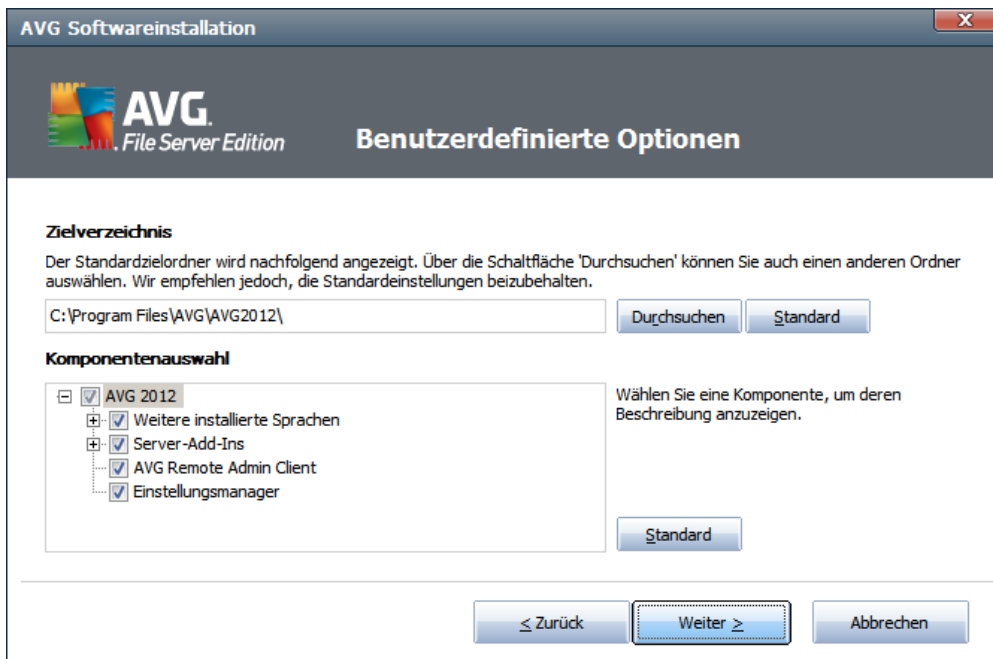 AVG Softwareinstallation
AVG.
File Server Edition
Benutzerdefinierte Optionen
Zielverzeichnis
Der Standardzielordner wird nachfolgend angezeigt. Über die Schaltfläche 'Durchsuchen' können Sie auch einen anderen Ordner
auswählen. Wir empfehlen jedoch, die Standardeinstellungen beizubehalten.
C:\Program Files\AVG\AVG2012\
Durchsuchen
Standard
Komponentenauswahl
AVG 2012
Weitere installierte Sprachen
Server-Add-Ins
AVG Remote Admin Client
Einstellungsmanager
Wählen Sie eine Komponente, um deren
Beschreibung anzuzeigen.
Standard
< Zurück
Weiter >
Abbrechen